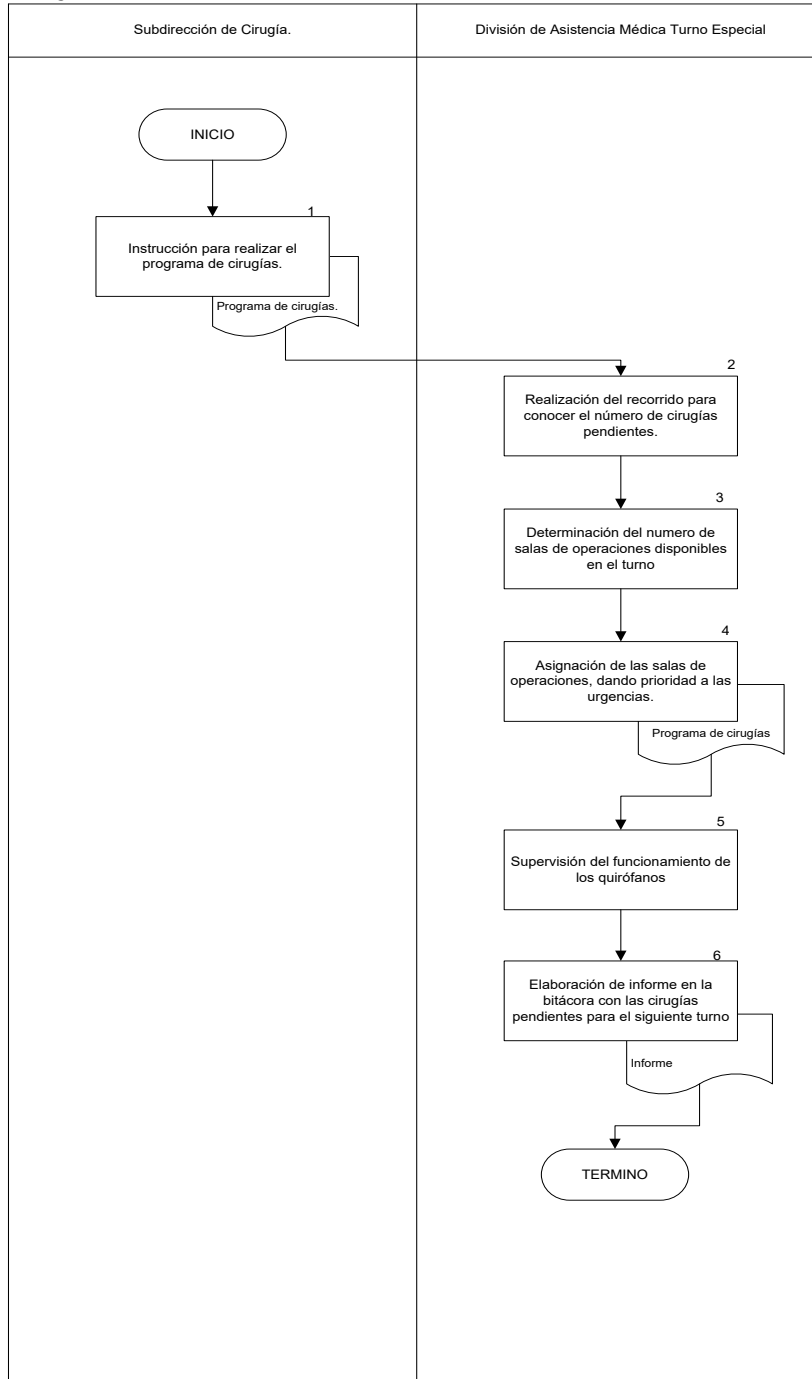 Subdirección de Cirugía.
División de Asistencia Médica Turno Especial
INICIO
1
Instrucción para realizar el
programa de cirugías.
Programa de cirugías.
2
Realización del recorrido para
conocer el número de cirugías
pendientes.
3
Determinación del numero de
salas de operaciones disponibles
en el turno
4
Asignación de las salas de
operaciones, dando prioridad a las
urgencias.
Programa de cirugías
5
Supervisión del funcionamiento de
los quirófanos
6
Elaboración de informe en la
bitácora con las cirugías
pendientes para el siguiente turno
Informe
TERMINO